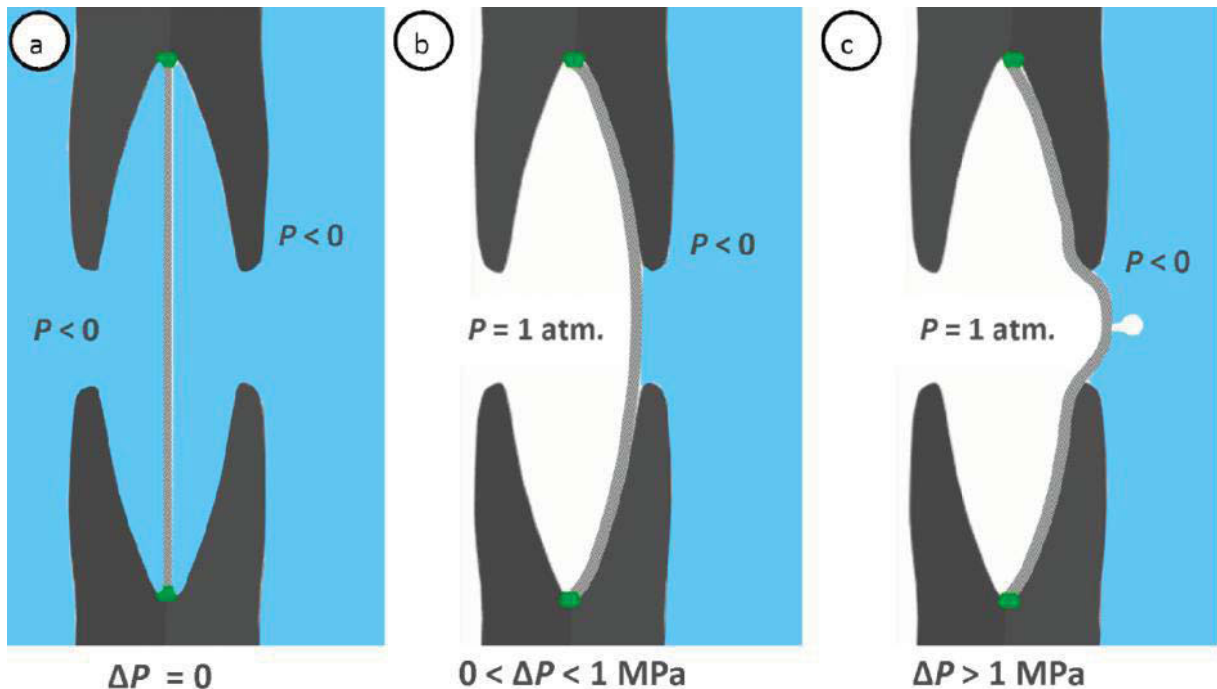 a
P < 0
P < 0
ΔP = 0
b
P < 0
P = 1 atm.
0 < ΔP < 1 MPa
c
P < 0
P = 1 atm.
ΔP > 1 MPa